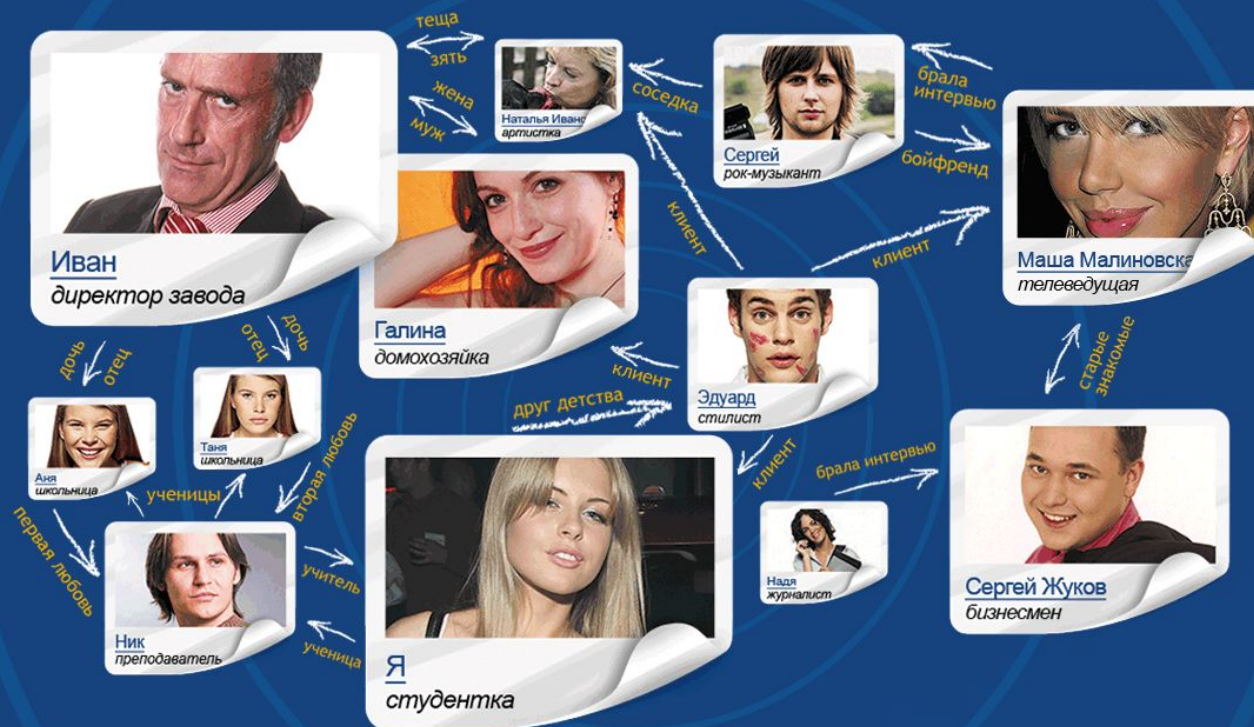 теща
зять
жена
муж
Наталья Ивано
артистка
соседка
Сергей
рок-музыкант
брала
интервью
бойфренд
Маша Малиновска
телеведущая
Иван
директор завода
Галина
домохозяйка
клиент
клиент
дочь
отец
дочь
отец
Аня
школьница
Таня
школьница
клиент
друг детства
Эдуард
стилист
старые
знакомые
ученицы
первая любовь
вторая любовь
клиент
брала интервью
Ник
преподаватель
учитель
ученица
Я
студентка
Надя
журналист
Сергей Жуков
бизнесмен